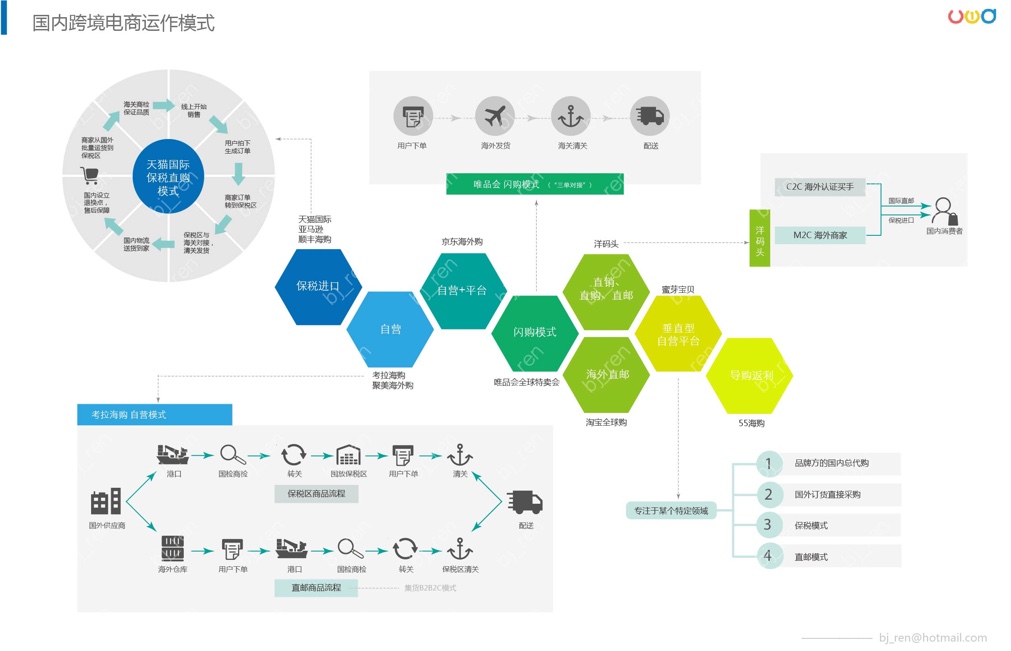 国内跨境电商运作模式
uwa
海关商检
保证品质
线上开始
销售
商家从国外
批量运货到
保税区
用户拍下
生成订单
天猫国际
保税直购
模式
国内设立
退换点，
售后保障
商家订单
转到保税区
国内物流
送货到家
保税区与
海关对接，
清关发货
用户下单
海外发货
海关清关
配送
唯品会 闪购模式 （“三单对接”）
C2C 海外认证买手
M2C 海外商家
洋码头
国际直邮
保税进口
国内消费者
天猫国际
亚马逊
顺丰海购
保税进口
自营
考拉海购
聚美海外购
京东海外购
自营+平台
闪购模式
唯品会全球特卖会
洋码头
直销、
直购、直邮
海外直邮
淘宝全球购
蜜芽宝贝
垂直型
自营平台
导购返利
55海购
考拉海购 自营模式
国外供应商
港口
国检商检
转关
囤放保税区
用户下单
清关
保税区商品流程
配送
海外仓库
用户下单
港口
国检商检
转关
保税区清关
直邮商品流程
集货B2B2C模式
专注于某个特定领域
1 品牌方的国内总代购
2 国外订货直接采购
3 保税模式
4 直邮模式
bj_ren@hotmail.com
bj_ren